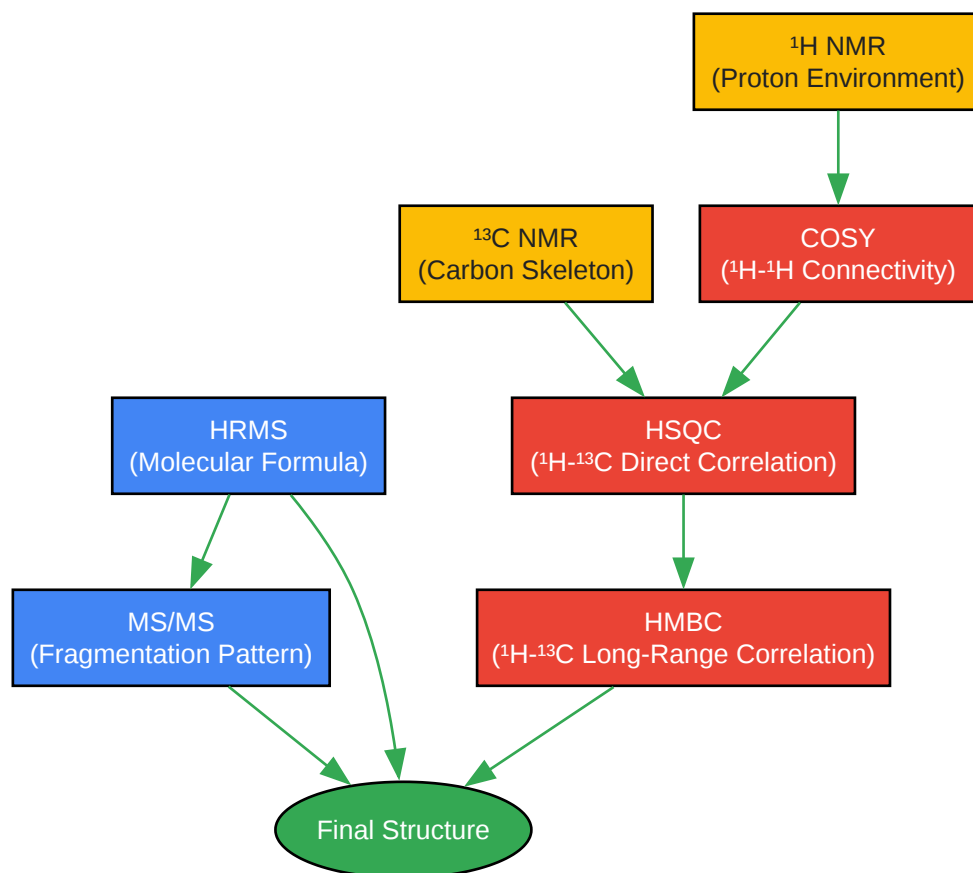 ¹H NMR
(Proton Environment)
¹³C NMR
(Carbon Skeleton)
COSY
(¹H-¹H Connectivity)
HRMS
(Molecular Formula)
HSQC
(¹H-¹³C Direct Correlation)
MS/MS
(Fragmentation Pattern)
HMBC
(¹H-¹³C Long-Range Correlation)
Final Structure